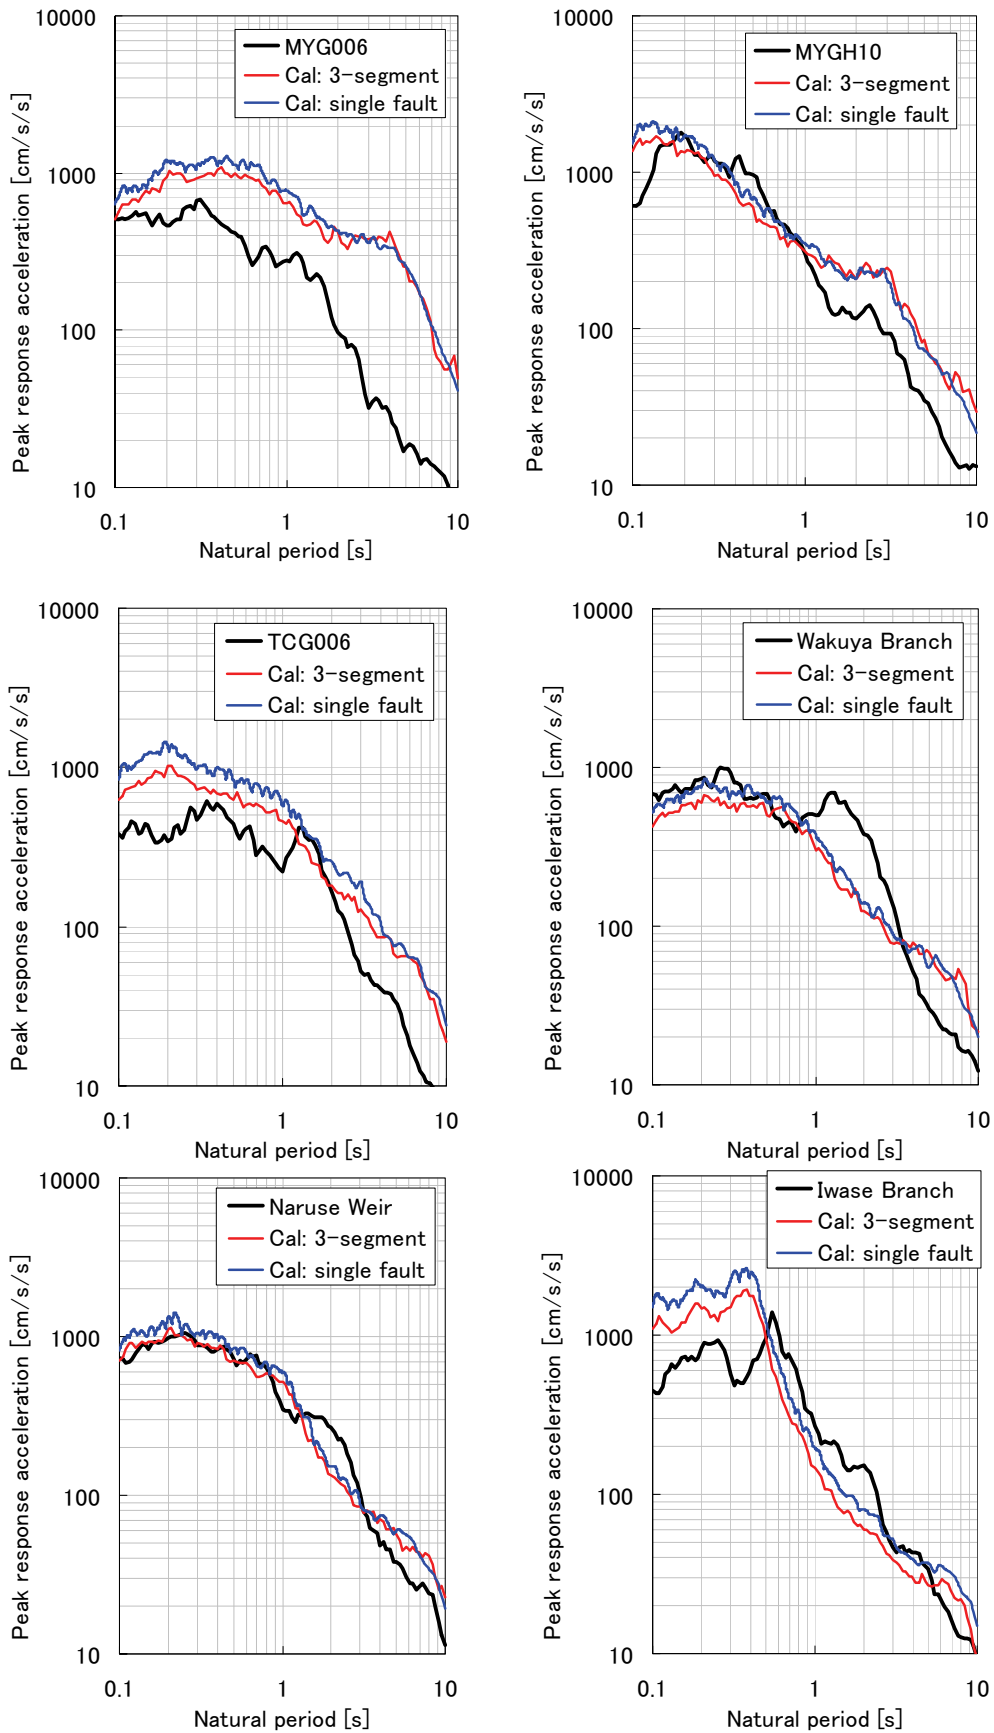 10000
1000
100
10
Peak response acceleration [cm/s/s]
MYG006
Cal: 3-segment
Cal: single fault
0.1
1
10
Natural period [s]
10000
1000
100
10
Peak response acceleration [cm/s/s]
MYGH10
Cal: 3-segment
Cal: single fault
0.1
1
10
Natural period [s]
10000
1000
100
10
Peak response acceleration [cm/s/s]
TCG006
Cal: 3-segment
Cal: single fault
0.1
1
10
Natural period [s]
10000
1000
100
10
Peak response acceleration [cm/s/s]
Wakuya Branch
Cal: 3-segment
Cal: single fault
0.1
1
10
Natural period [s]
10000
1000
100
10
Peak response acceleration [cm/s/s]
Naruse Weir
Cal: 3-segment
Cal: single fault
0.1
1
10
Natural period [s]
10000
1000
100
10
Peak response acceleration [cm/s/s]
Iwase Branch
Cal: 3-segment
Cal: single fault
0.1
1
10
Natural period [s]